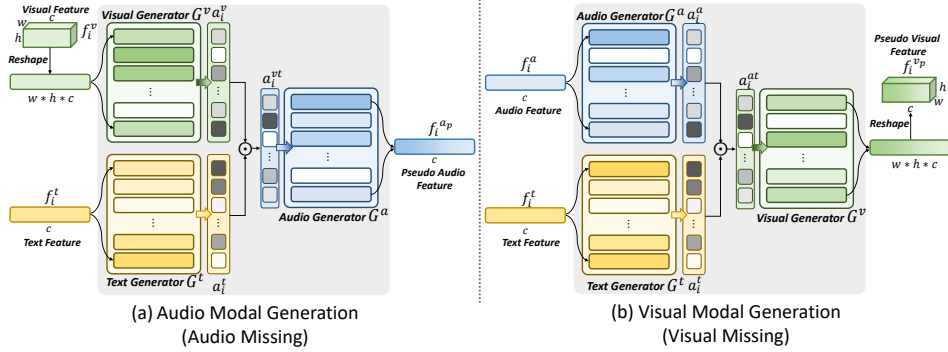 Visual Feature
w
c
h
f_i^v
Reshape
w * h * c
Visual Generator G^v
a_i^v
...
f_i^t
c
Text Feature
...
Text Generator G^t
a_i^t
a_i^{vt}
...
Audio Generator G^a
f_i^{a_p}
c
Pseudo Audio
Feature
(a) Audio Modal Generation
(Audio Missing)
Audio Generator G^a
a_i^a
...
f_i^a
c
Audio Feature
f_i^t
c
Text Feature
...
Text Generator G^t
a_i^t
a_i^{at}
...
Visual Generator G^v
Pseudo Visual
Feature
f_i^{v_p}
h
w
c
Reshape
w * h * c
(b) Visual Modal Generation
(Visual Missing)